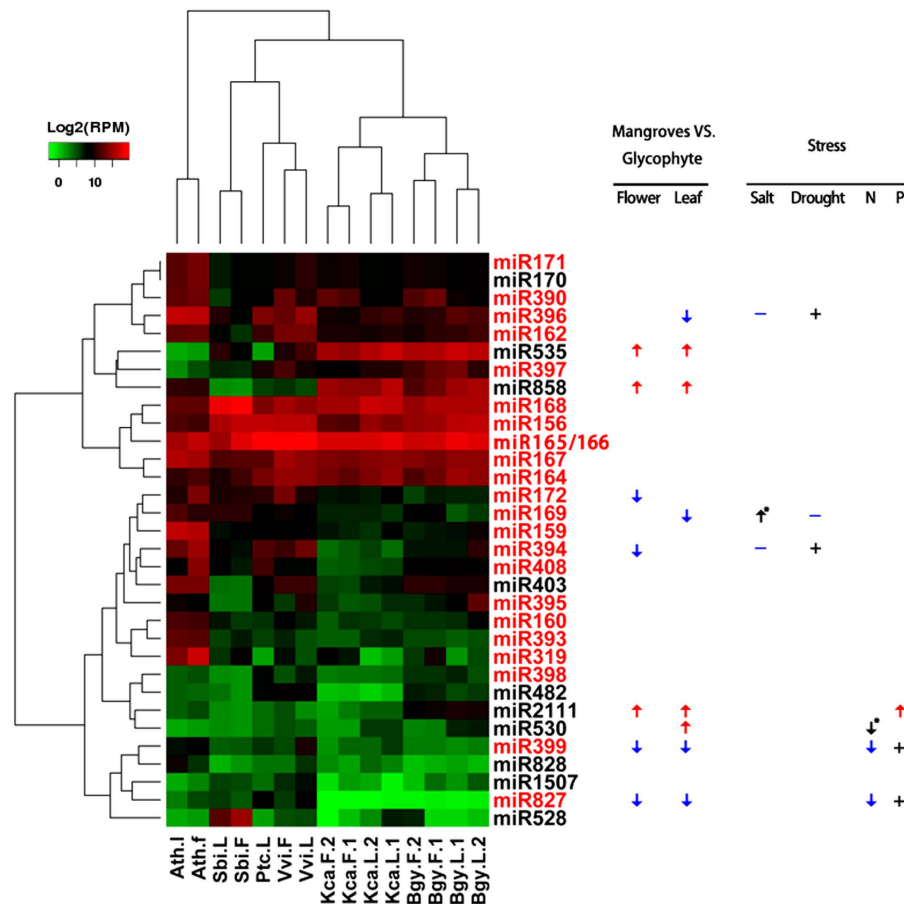 Log2(RPM)
0 10
Mangroves VS.
Glycophyte
Stress
Flower Leaf Salt Drought N P
miR171
miR170
miR390
miR396 ↓ − +
miR162
miR535 ↑ ↑
miR397
miR858 ↑ ↑
miR168
miR156
miR165/166
miR167
miR164
miR172 ↓
miR169 ↓ ↑* −
miR159
miR394 ↓ − +
miR408
miR403
miR395
miR160
miR393
miR319
miR398
miR482
miR2111 ↑ ↑ ↑
miR530 ↑ ↓*
miR399 ↓ ↓ ↓ +
miR828
miR1507
miR827 ↓ ↓ ↓ +
miR528
Ath.l Ath.f Sbi.L Sbi.F Ptc.L Vvi.F Vvi.L Kca.F.2 Kca.F.1 Kca.L.2 Kca.L.1 Bgy.F.2 Bgy.F.1 Bgy.L.1 Bgy.L.2